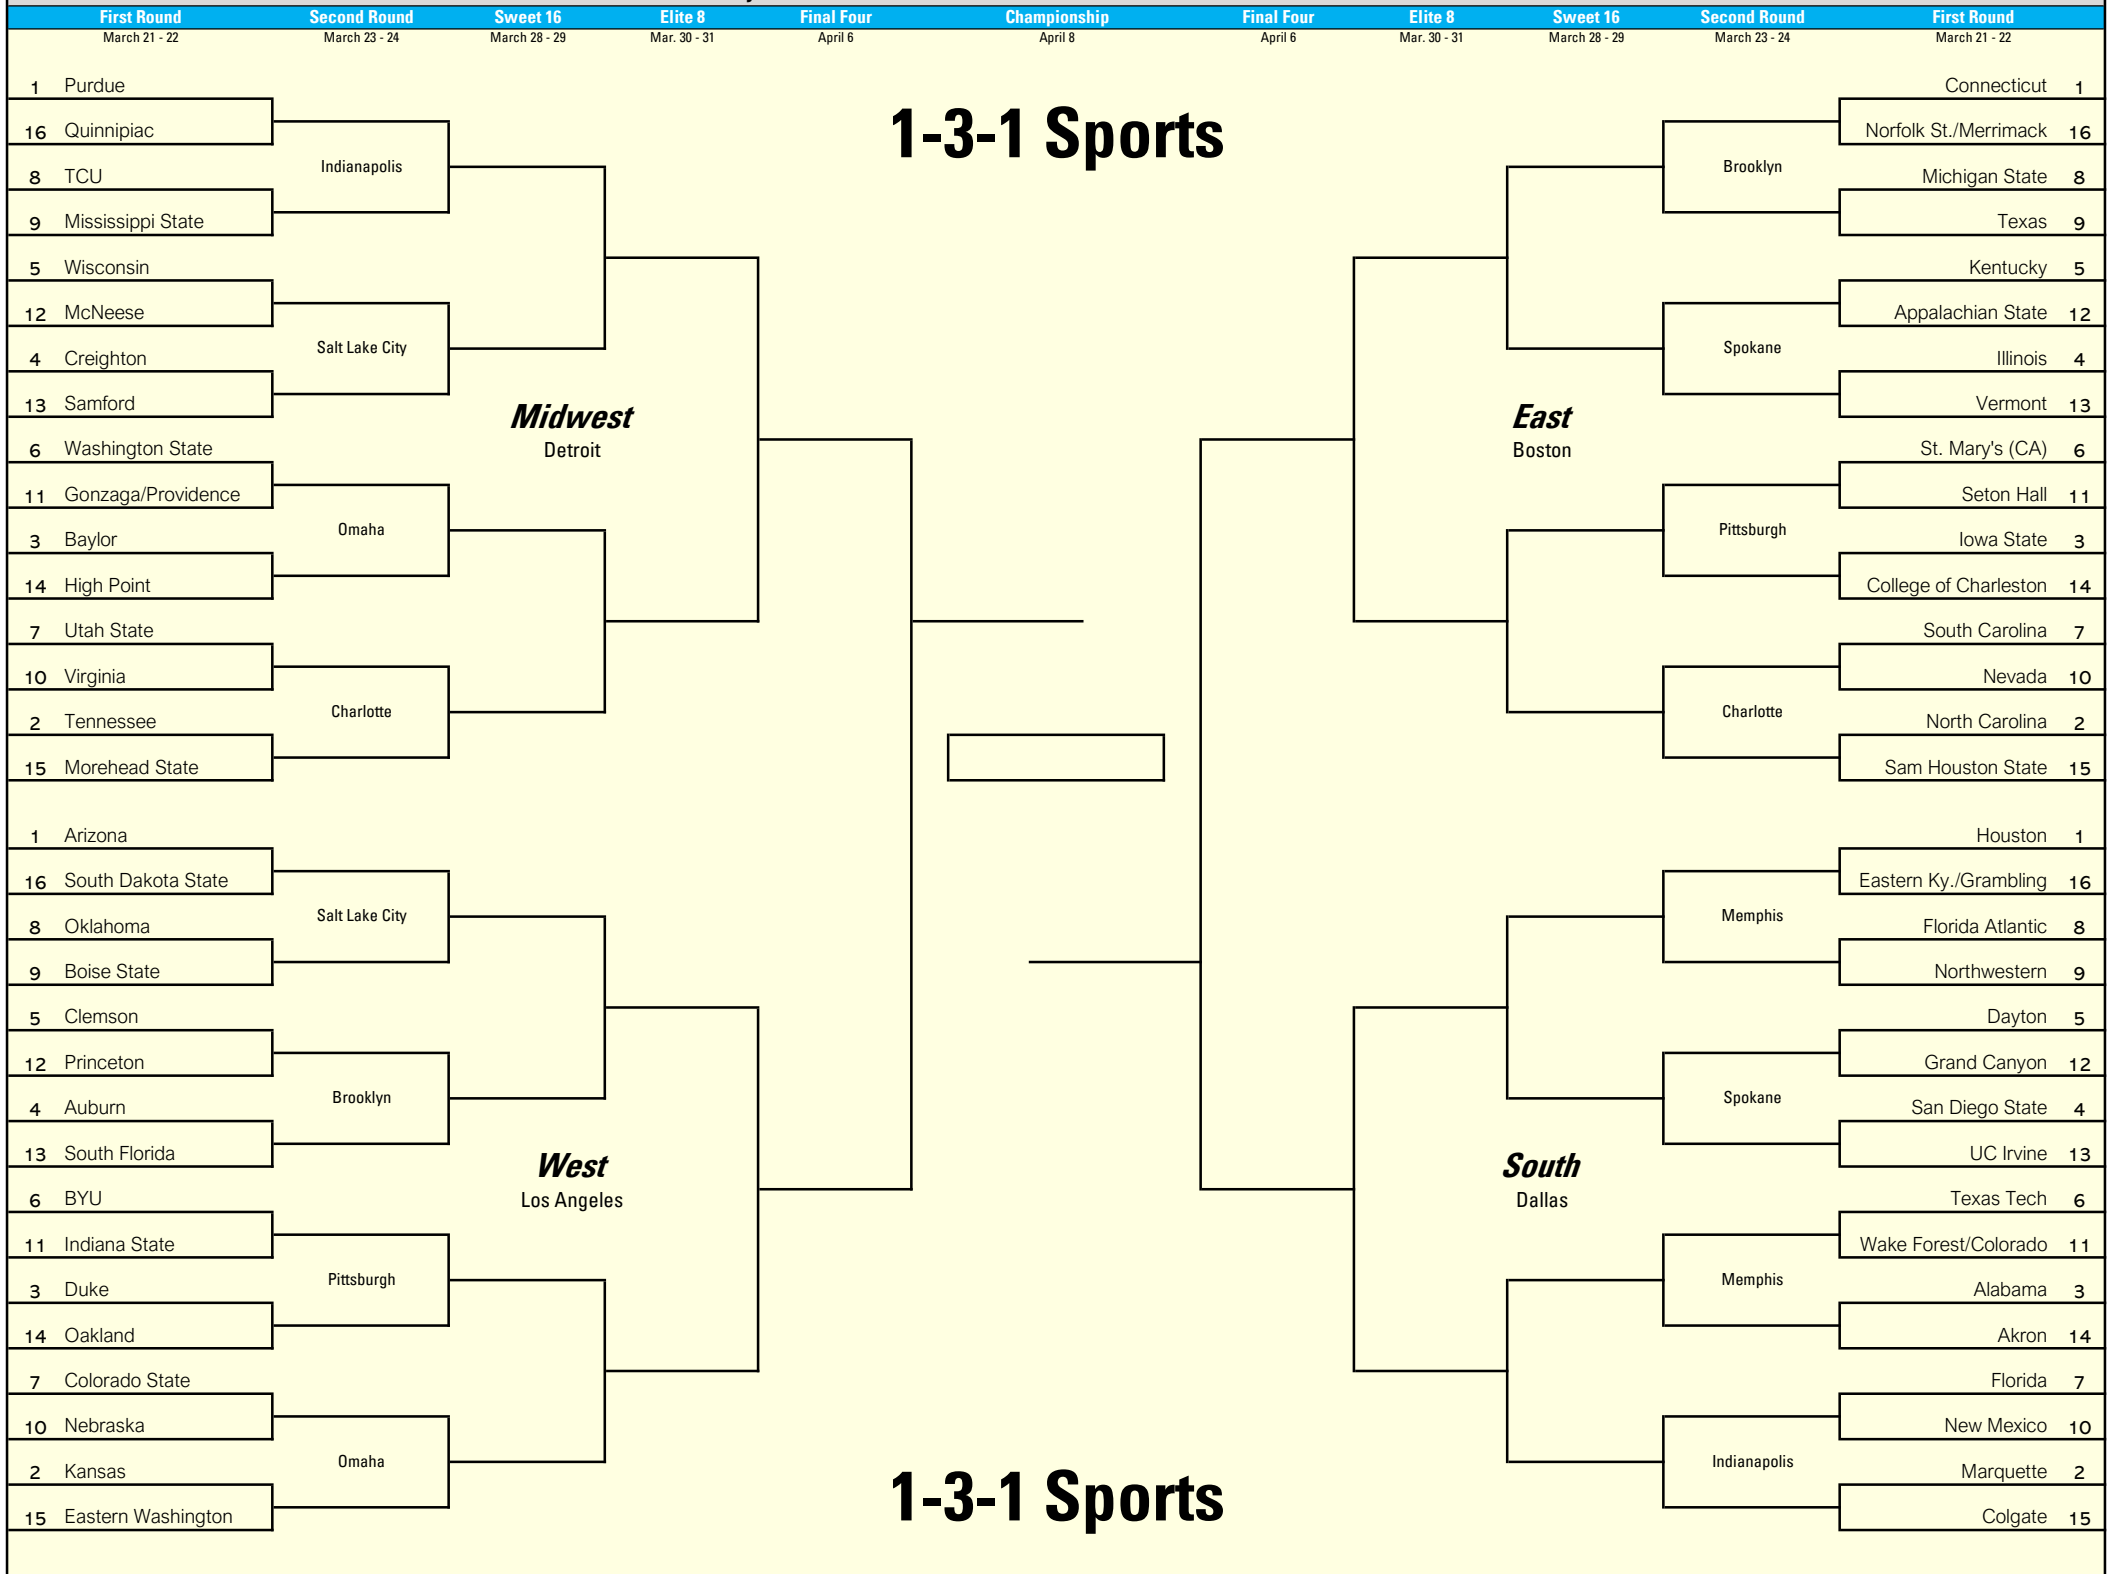 First Round Second Round Sweet 16 Elite 8 Final Four Championship Final Four Elite 8 Sweet 16 Second Round First Round
March 21 - 22 March 23 - 24 March 28 - 29 Mar. 30 - 31 April 6 April 8 April 6 Mar. 30 - 31 March 28 - 29 March 23 - 24 March 21 - 22
1-3-1 Sports
1 Purdue
16 Quinnipiac
Indianapolis
8 TCU
9 Mississippi State
5 Wisconsin
12 McNeese
Salt Lake City
4 Creighton
13 Samford
Midwest
Detroit
6 Washington State
11 Gonzaga/Providence
Omaha
3 Baylor
14 High Point
7 Utah State
10 Virginia
Charlotte
2 Tennessee
15 Morehead State
1 Arizona
16 South Dakota State
Salt Lake City
8 Oklahoma
9 Boise State
5 Clemson
12 Princeton
Brooklyn
4 Auburn
13 South Florida
West
Los Angeles
6 BYU
11 Indiana State
Pittsburgh
3 Duke
14 Oakland
7 Colorado State
10 Nebraska
Omaha
2 Kansas
15 Eastern Washington
Connecticut 1
Norfolk St./Merrimack 16
Brooklyn
Michigan State 8
Texas 9
Kentucky 5
Appalachian State 12
Spokane
Illinois 4
Vermont 13
East
Boston
St. Mary's (CA) 6
Seton Hall 11
Pittsburgh
Iowa State 3
College of Charleston 14
South Carolina 7
Nevada 10
Charlotte
North Carolina 2
Sam Houston State 15
Houston 1
Eastern Ky./Grambling 16
Memphis
Florida Atlantic 8
Northwestern 9
Dayton 5
Grand Canyon 12
Spokane
San Diego State 4
UC Irvine 13
South
Dallas
Texas Tech 6
Wake Forest/Colorado 11
Memphis
Alabama 3
Akron 14
Florida 7
New Mexico 10
Indianapolis
Marquette 2
Colgate 15
1-3-1 Sports